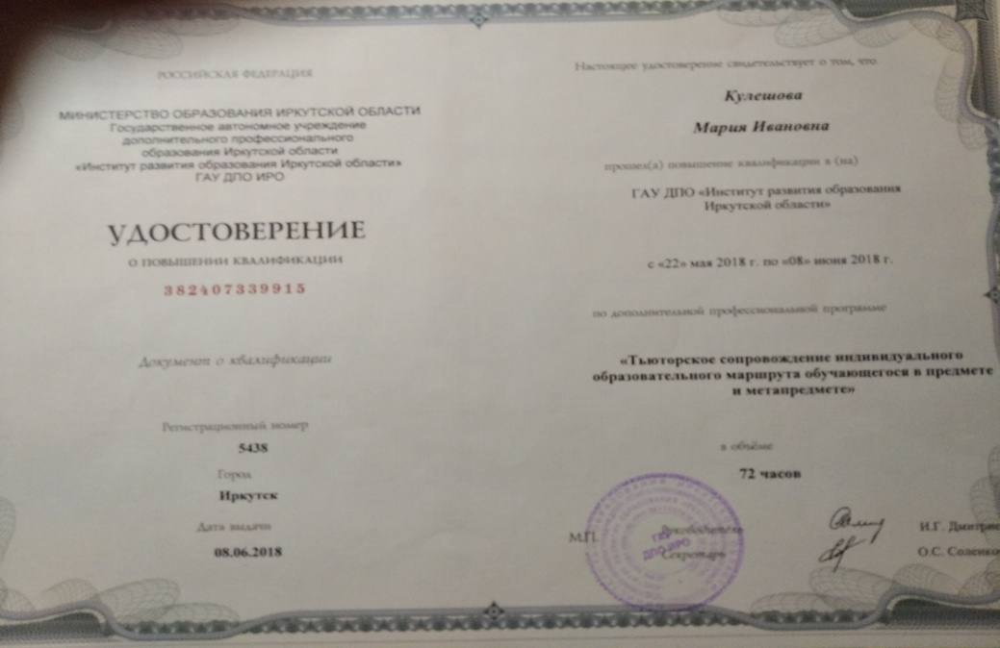 РОССИЙСКАЯ ФЕДЕРАЦИЯ
МИНИСТЕРСТВО ОБРАЗОВАНИЯ ИРКУТСКОЙ ОБЛАСТИ
Государственное автономное учреждение
дополнительного профессионального
образования Иркутской области
«Институт развития образования Иркутской области»
ГАУ ДПО ИРО
УДОСТОВЕРЕНИЕ
О ПОВЫШЕНИИ КВАЛИФИКАЦИИ
382407339915
Документ о квалификации
Регистрационный номер
5438
Город
Иркутск
Дата выдачи
08.06.2018
Настоящее удостоверение свидетельствует о том, что
Кулешова
Мария Ивановна
прошел(а) повышение квалификации в (на)
ГАУ ДПО «Институт развития образования
Иркутской области»
с «22» мая 2018 г. по «08» июня 2018 г.
по дополнительной профессиональной программе
«Тьюторское сопровождение индивидуального
образовательного маршрута обучающегося в предмете
и метапредмете»
в объёме
72 часов
М.П.
Руководитель
И.Г. Дмитрие
Секретарь
О.С. Соленко
ГАУ
ДПО ИРО